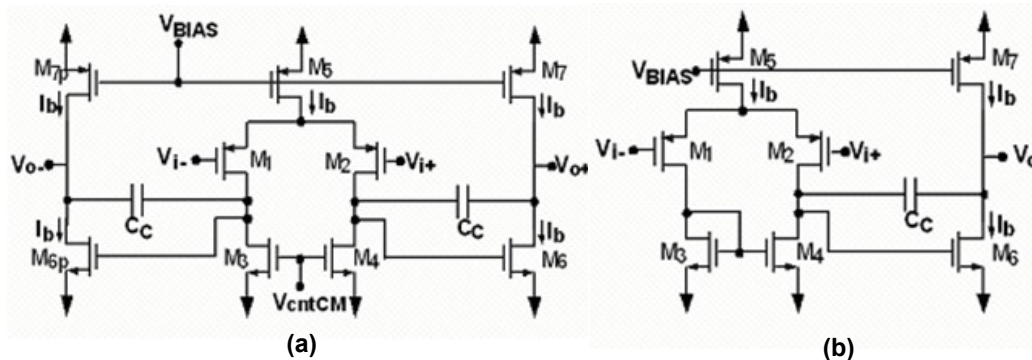 VBIAS
M7p
M5
M7
Ib
Ib
Ib
Vo-
Vi-
M1
M2
Vi+
Vo+
CC
CC
Ib
Ib
M6p
M3
M4
M6
VcntCM
(a)
M5
M7
VBIAS
Ib
Ib
Vi-
M1
M2
Vi+
Vo
CC
Ib
M3
M4
M6
(b)